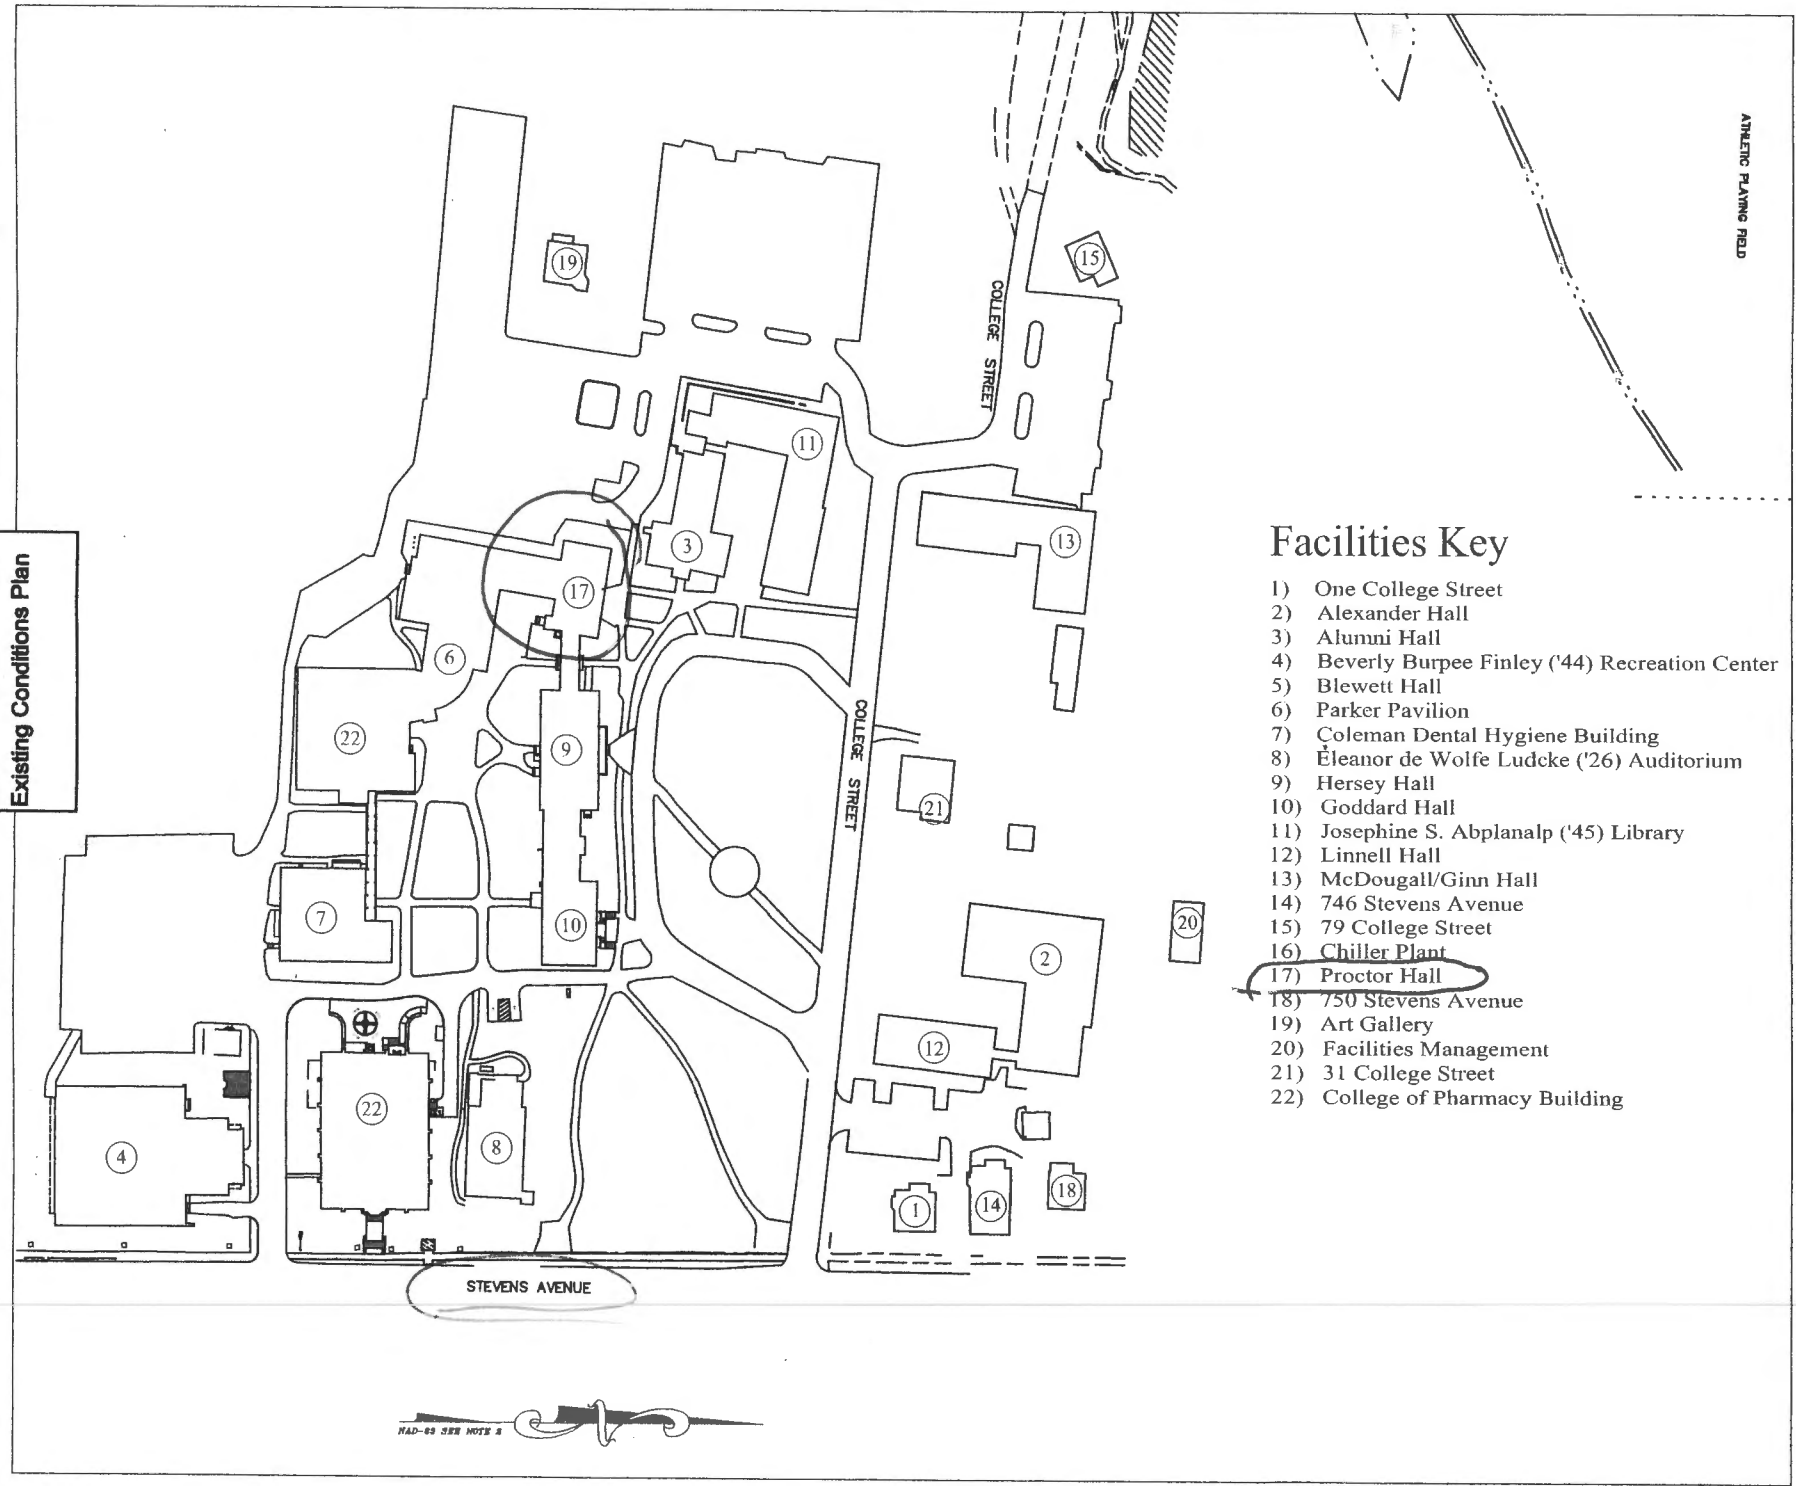 ATHLETIC PLAYING FIELD
19
15
COLLEGE STREET
11
3
13
17
6
Existing Conditions Plan
22
9
COLLEGE STREET
21
7
10
20
2
12
22
4
8
1
14
18
STEVENS AVENUE
NAD-83 SEE NOTE 2
Facilities Key
1) One College Street
2) Alexander Hall
3) Alumni Hall
4) Beverly Burpee Finley ('44) Recreation Center
5) Blewett Hall
6) Parker Pavilion
7) Coleman Dental Hygiene Building
8) Eleanor de Wolfe Ludcke ('26) Auditorium
9) Hersey Hall
10) Goddard Hall
11) Josephine S. Abplanalp ('45) Library
12) Linnell Hall
13) McDougall/Ginn Hall
14) 746 Stevens Avenue
15) 79 College Street
16) Chiller Plant
17) Proctor Hall
18) 750 Stevens Avenue
19) Art Gallery
20) Facilities Management
21) 31 College Street
22) College of Pharmacy Building